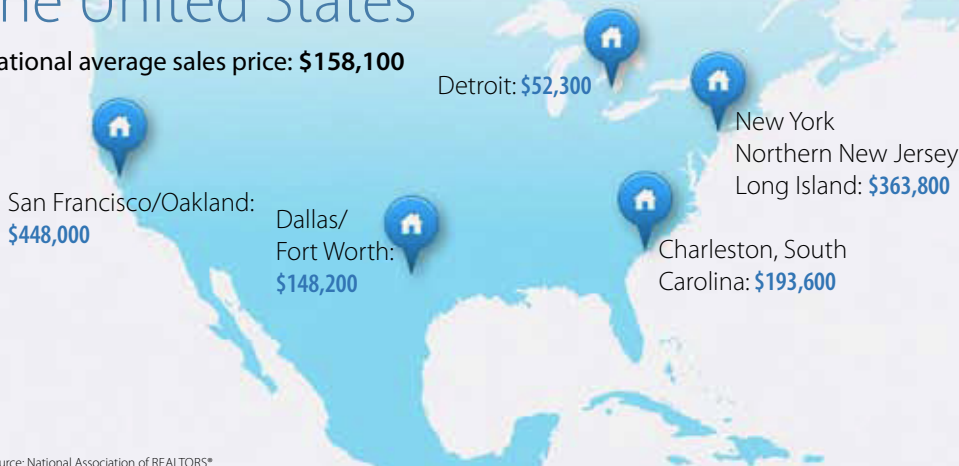 he United States
ational average sales price: $158,100
Detroit: $52,300
New York
Northern New Jersey
Long Island: $363,800
San Francisco/Oakland:
$448,000
Dallas/
Fort Worth:
$148,200
Charleston, South
Carolina: $193,600
urce: National Association of REALTORS®